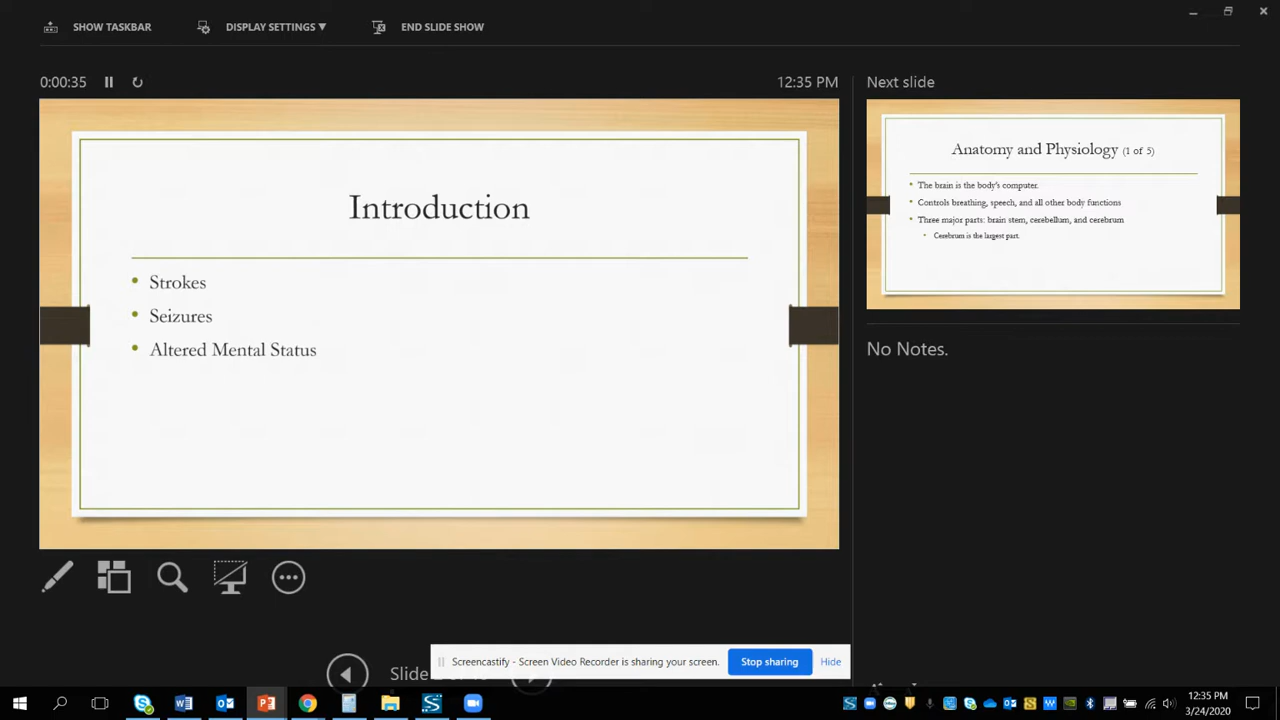 SHOW TASKBAR
DISPLAY SETTINGS ▼
END SLIDE SHOW
0:00:35
12:35 PM
Introduction
• Strokes
• Seizures
• Altered Mental Status
Next slide
Anatomy and Physiology (1 of 5)
• The brain is the body's computer.
• Controls breathing, speech, and all other body functions
• Three major parts: brain stem, cerebellum, and cerebrum
• Cerebrum is the largest part.
No Notes.
Slide
Screencastify - Screen Video Recorder is sharing your screen.
Stop sharing
Hide
12:35 PM
3/24/2020